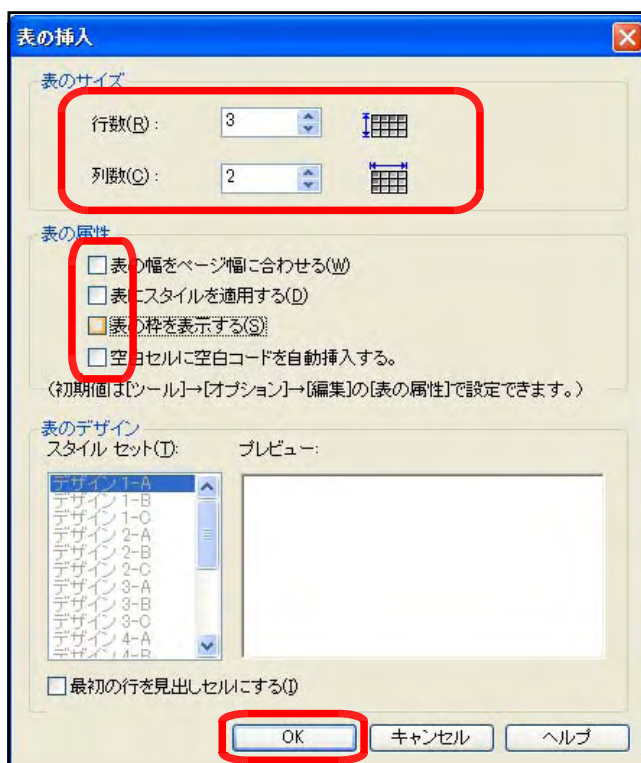 表の挿入
表のサイズ
行数(R): 3
列数(C): 2
表の属性
表の幅をページ幅に合わせる(W)
表にスタイルを適用する(D)
表の枠を表示する(S)
空白セルに空白コードを自動挿入する。
(初期値は[ツール]→[オプション]→[編集]の[表の属性]で設定できます。)
表のデザイン
スタイル セット(T): プレビュー:
デザイン 1-A
デザイン 1-B
デザイン 1-C
デザイン 2-A
デザイン 2-B
デザイン 2-C
デザイン 3-A
デザイン 3-B
デザイン 3-C
デザイン 4-A
デザイン 4-B
最初の行を見出しセルにする(I)
OK キャンセル ヘルプ